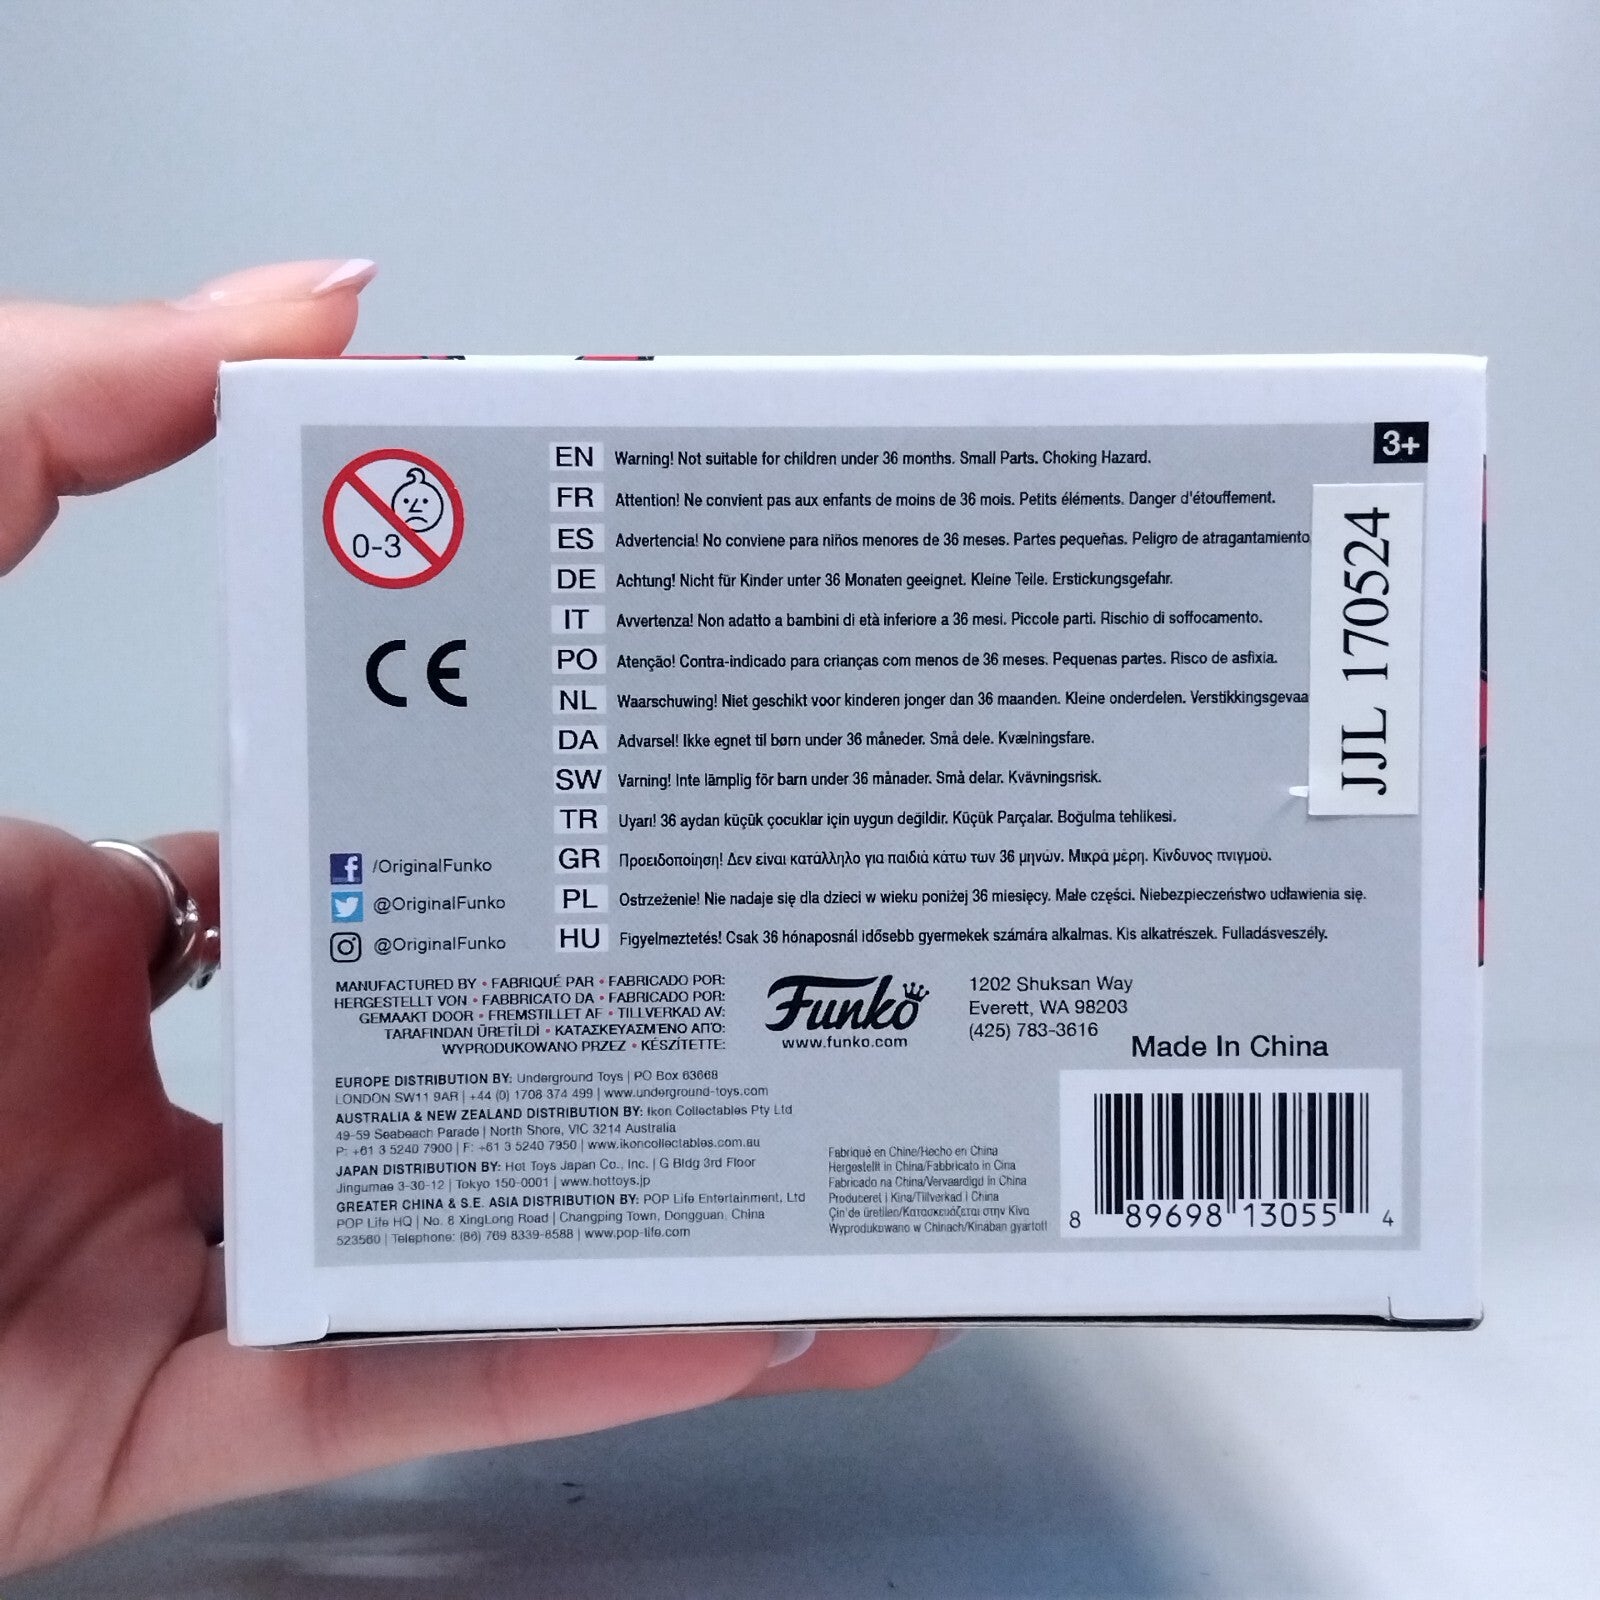 0-3
CE
EN Warning! Not suitable for children under 36 months. Small Parts. Choking Hazard.
FR Attention! Ne convient pas aux enfants de moins de 36 mois. Petits éléments. Danger d'étouffement.
ES Advertencia! No conviene para niños menores de 36 meses. Partes pequeñas. Peligro de atragantamiento
DE Achtung! Nicht für Kinder unter 36 Monaten geeignet. Kleine Teile. Erstickungsgefahr.
IT Avvertenza! Non adatto a bambini di età inferiore a 36 mesi. Piccole parti. Rischio di soffocamento.
PO Atenção! Contra-indicado para crianças com menos de 36 meses. Pequenas partes. Risco de asfixia.
NL Waarschuwing! Niet geschikt voor kinderen jonger dan 36 maanden. Kleine onderdelen. Verstikkingsgevaa
DA Advarsel! Ikke egnet til børn under 36 måneder. Små dele. Kvælningsfare.
SW Varning! Inte lämplig för barn under 36 månader. Små delar. Kvävningsrisk.
TR Uyarı! 36 aydan küçük çocuklar için uygun değildir. Küçük Parçalar. Boğulma tehlikesi.
GR Προειδοποίηση! Δεν είναι κατάλληλο για παιδιά κάτω των 36 μηνών. Μικρά μέρη. Κίνδυνος πνιγμού.
PL Ostrzeżenie! Nie nadaje się dla dzieci w wieku poniżej 36 miesięcy. Małe części. Niebezpieczeństwo udławienia się.
HU Figyelmeztetés! Csak 36 hónaposnál idősebb gyermekek számára alkalmas. Kis alkatrészek. Fulladásveszély.
3+
JJL 170524
/OriginalFunko
@OriginalFunko
@OriginalFunko
MANUFACTURED BY • FABRIQUÉ PAR • FABRICADO POR:
HERGESTELLT VON • FABBRICATO DA • FABRICADO POR:
GEMAAKT DOOR • FREMSTILLET AF • TILLVERKAD AV:
TARAFINDAN ÜRETİLDİ • ΚΑΤΑΣΚΕΥΑΣΜΈΝΟ ΑΠΌ:
WYPRODUKOWANO PRZEZ • KÉSZÍTETTE:
Funko
www.funko.com
1202 Shuksan Way
Everett, WA 98203
(425) 783-3616
Made In China
EUROPE DISTRIBUTION BY: Underground Toys | PO Box 63668
LONDON SW11 9AR | +44 (0) 1708 374 499 | www.underground-toys.com
AUSTRALIA & NEW ZEALAND DISTRIBUTION BY: Ikon Collectables Pty Ltd
49-59 Seabeach Parade | North Shore, VIC 3214 Australia
P: +61 3 5240 7900 | F: +61 3 5240 7950 | www.ikoncollectables.com.au
JAPAN DISTRIBUTION BY: Hot Toys Japan Co., Inc. | G Bldg 3rd Floor
Jingumae 3-30-12 | Tokyo 150-0001 | www.hottoys.jp
GREATER CHINA & S.E. ASIA DISTRIBUTION BY: POP Life Entertainment, Ltd
POP Life HQ | No. 8 XingLong Road | Changping Town, Dongguan, China
523560 | Telephone: (86) 769 8339-8588 | www.pop-life.com
Fabriqué en Chine/Hecho en China
Hergestellt in China/Fabbricato in Cina
Fabricado na China/Vervaardigd in China
Produceret i Kina/Tillverkad i China
Çin'de üretilen/Κατασκευάζεται στην Κίνα
Wyprodukowano w Chinach/Kínában gyártott
8 89698 13055 4